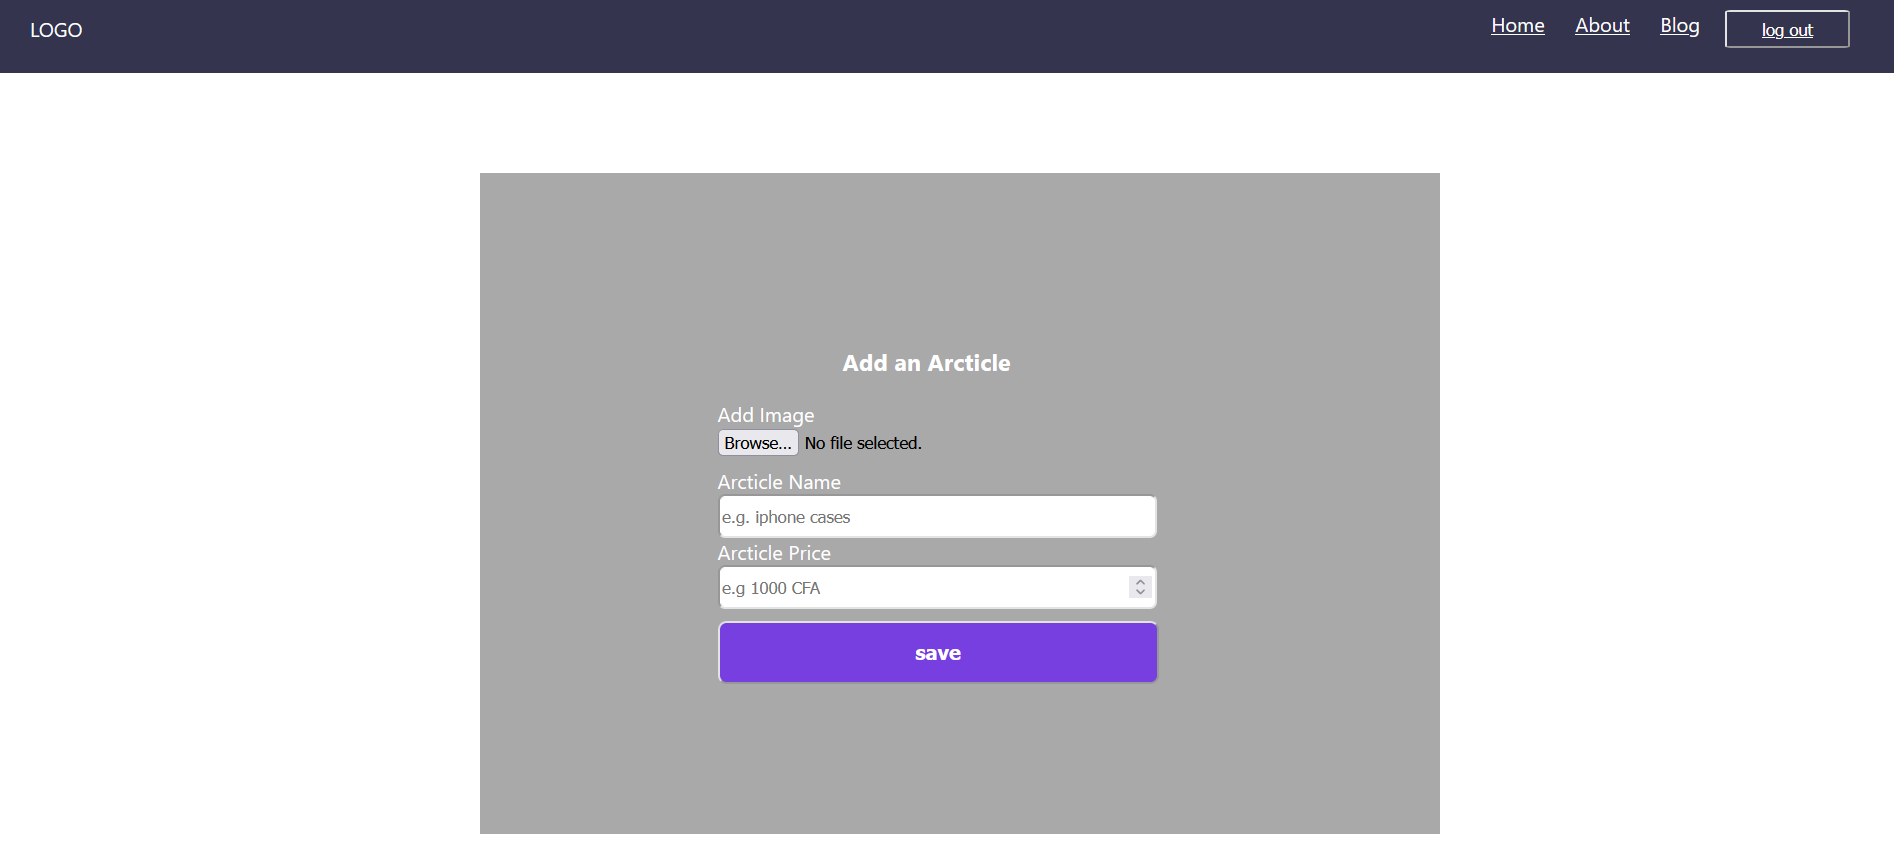 LOGO
Home About Blog log out
Add an Arcticle
Add Image
Browse... No file selected.
Arcticle Name
e.g. iphone cases
Arcticle Price
e.g 1000 CFA
save